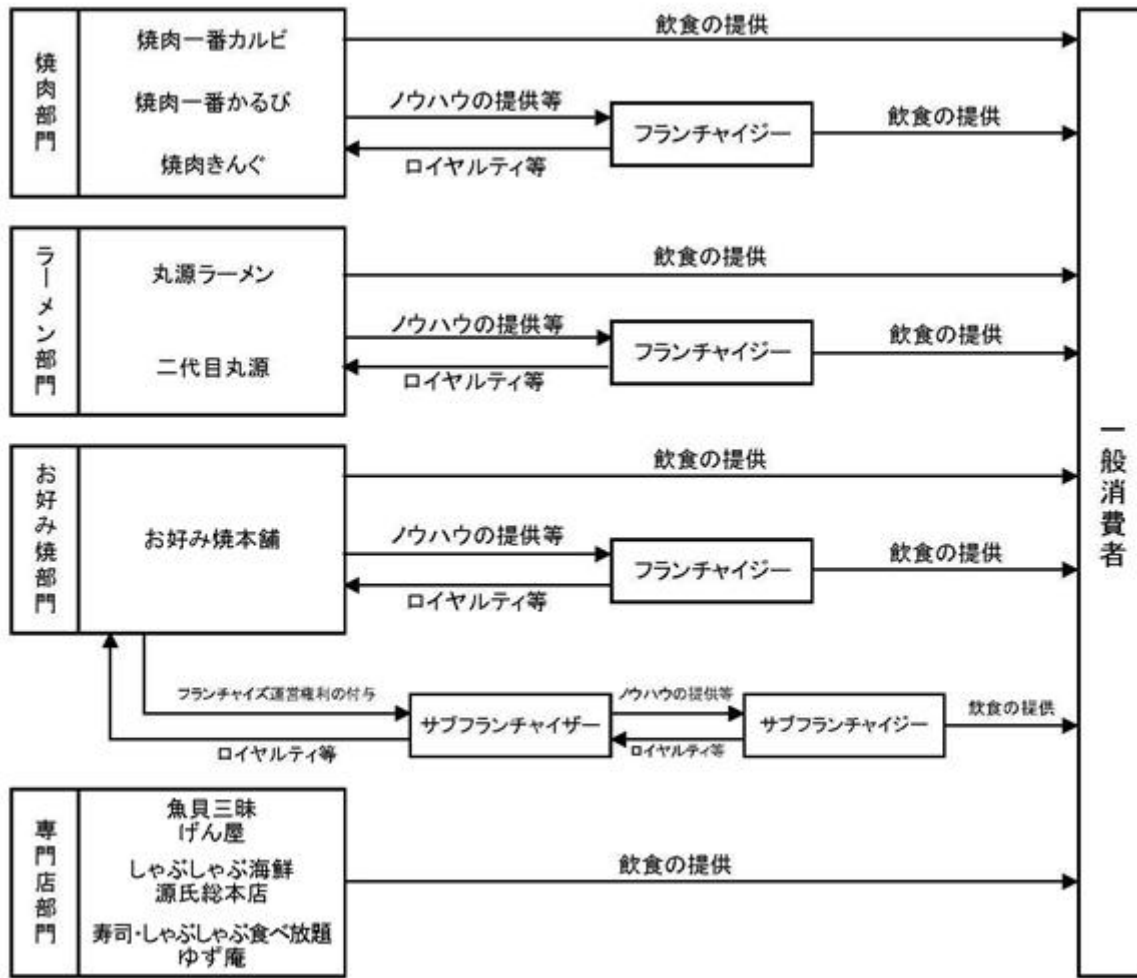 焼肉部門
焼肉一番カルビ
焼肉一番かるび
焼肉きんぐ
飲食の提供
ノウハウの提供等
ロイヤルティ等
フランチャイジー
飲食の提供
ラーメン部門
丸源ラーメン
二代目丸源
飲食の提供
ノウハウの提供等
ロイヤルティ等
フランチャイジー
飲食の提供
お好み焼部門
お好み焼本舗
飲食の提供
ノウハウの提供等
ロイヤルティ等
フランチャイジー
飲食の提供
フランチャイズ運営権利の付与
ロイヤルティ等
サブフランチャイザー
ノウハウの提供等
ロイヤルティ等
サブフランチャイジー
飲食の提供
専門店部門
魚貝三昧
げん屋
しゃぶしゃぶ海鮮
源氏総本店
寿司・しゃぶしゃぶ食べ放題
ゆず庵
飲食の提供
一般消費者